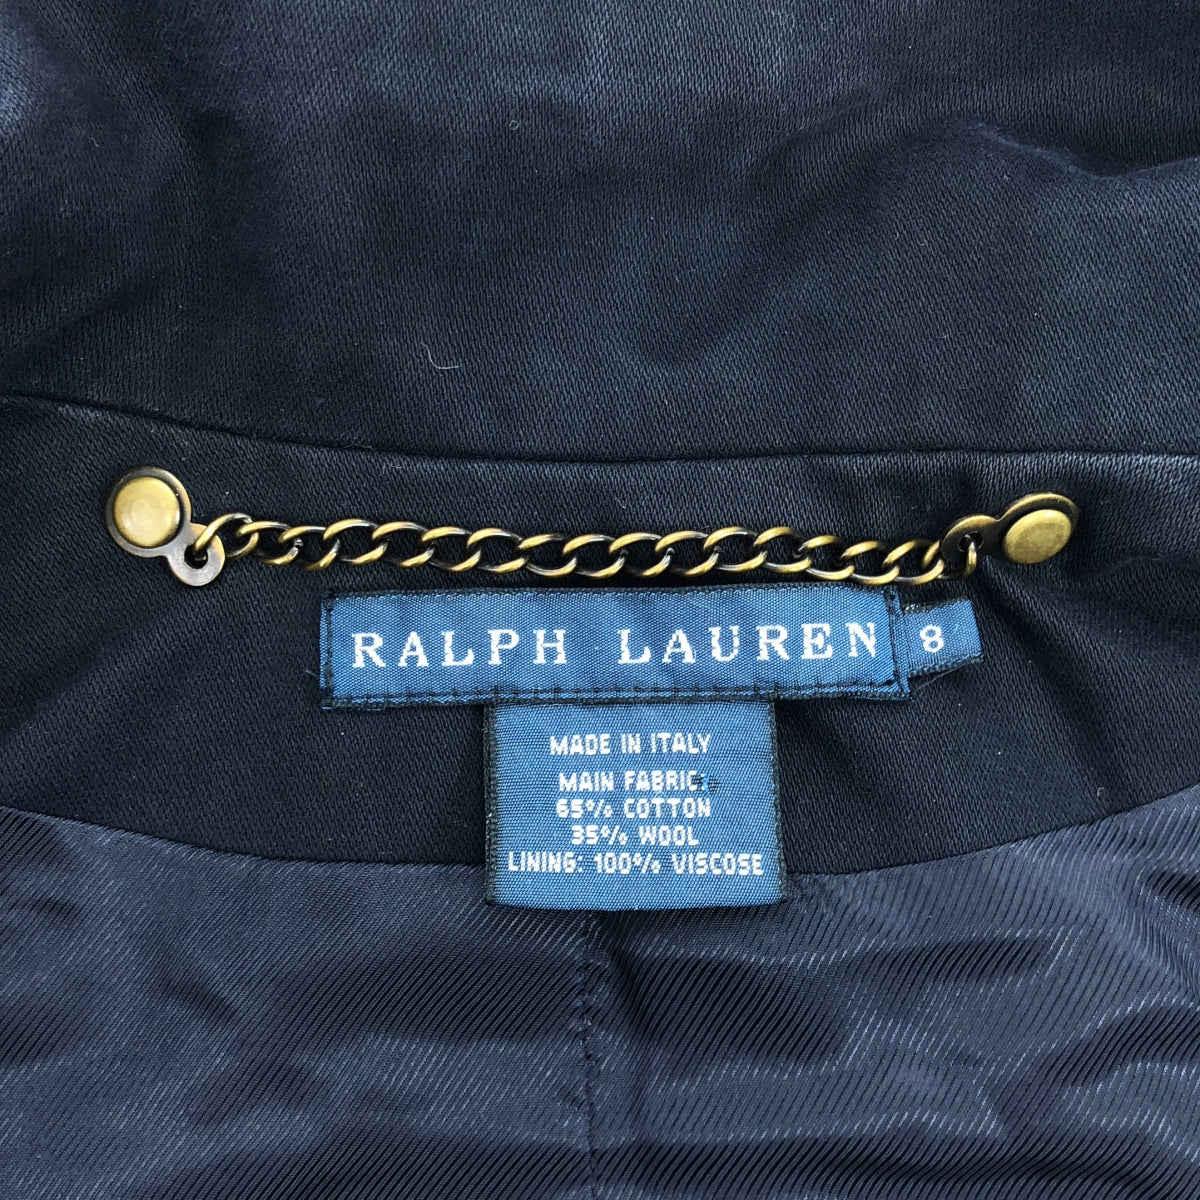 RALPH LAUREN 8
MADE IN ITALY
MAIN FABRIC:
65% COTTON
35% WOOL
LINING: 100% VISCOSE